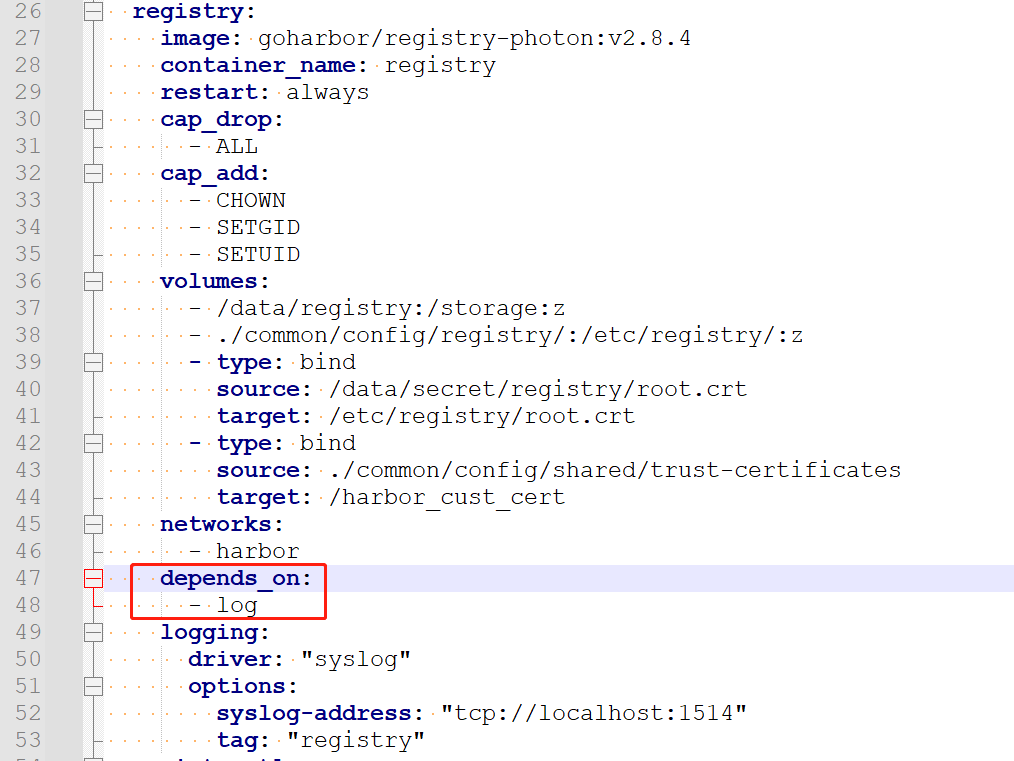 26 registry:
27 image: goharbor/registry-photon:v2.8.4
28 container_name: registry
29 restart: always
30 cap_drop:
31 - ALL
32 cap_add:
33 - CHOWN
34 - SETGID
35 - SETUID
36 volumes:
37 - /data/registry:/storage:z
38 - ./common/config/registry/:/etc/registry/:z
39 - type: bind
40 source: /data/secret/registry/root.crt
41 target: /etc/registry/root.crt
42 - type: bind
43 source: ./common/config/shared/trust-certificates
44 target: /harbor_cust_cert
45 networks:
46 - harbor
47 depends_on:
48 - log
49 logging:
50 driver: "syslog"
51 options:
52 syslog-address: "tcp://localhost:1514"
53 tag: "registry"